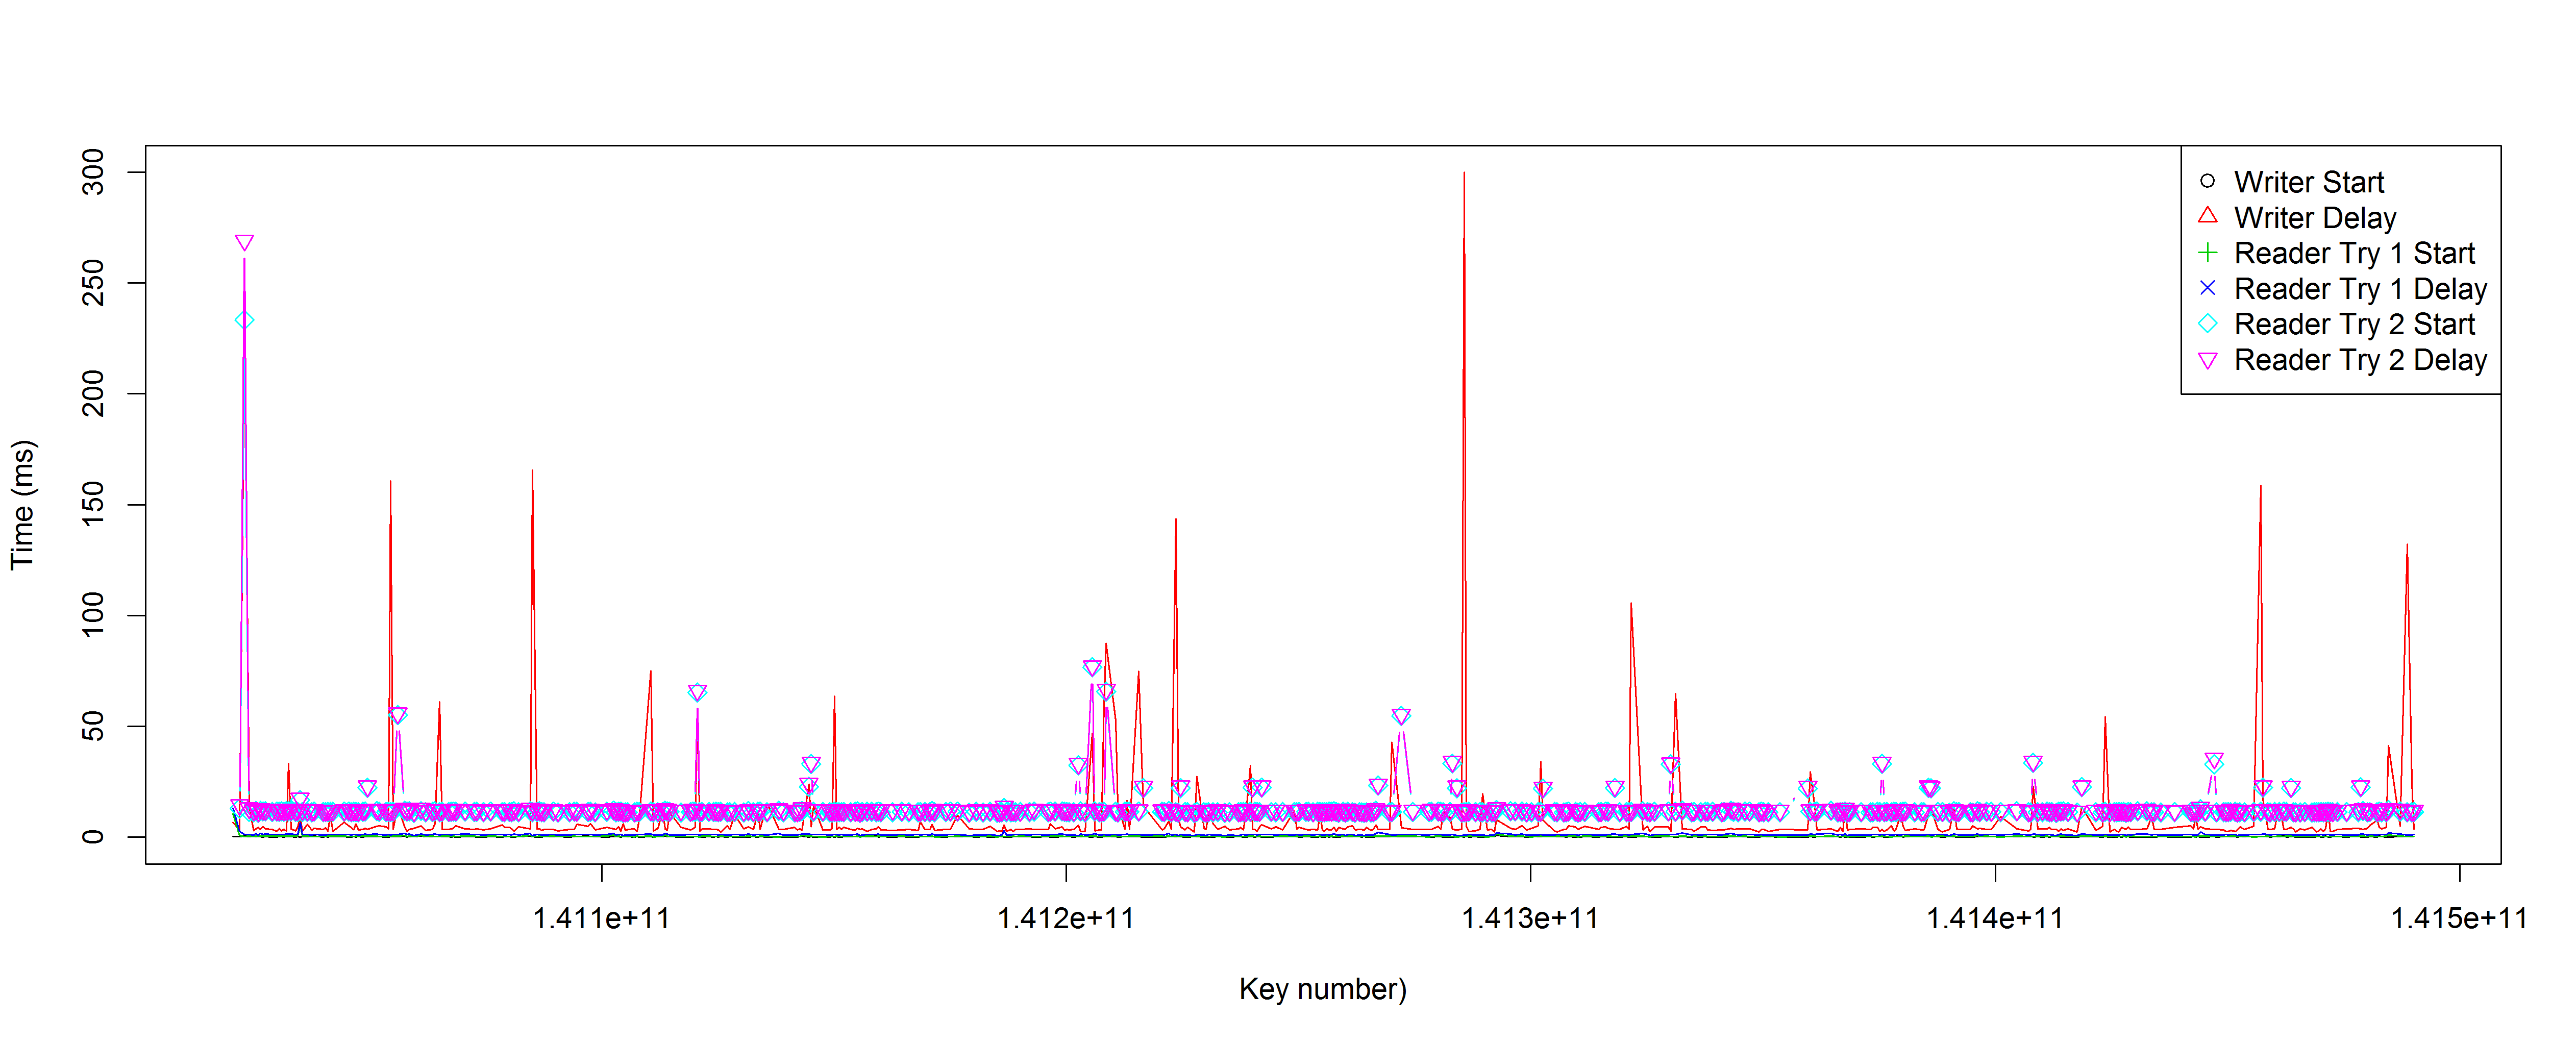 300
250
200
150
100
50
0
Time (ms)
Writer Start
Writer Delay
Reader Try 1 Start
Reader Try 1 Delay
Reader Try 2 Start
Reader Try 2 Delay
1.411e+11 1.412e+11 1.413e+11 1.414e+11 1.415e+11
Key number)